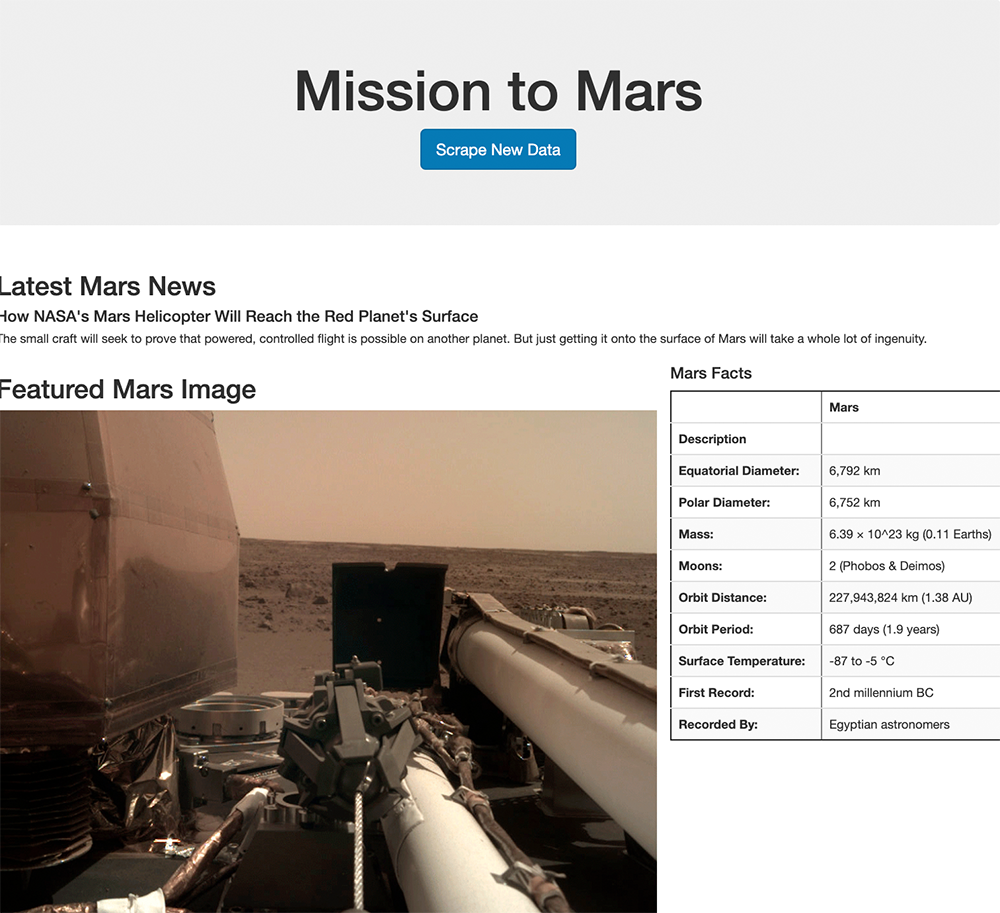 Mission to Mars
Scrape New Data
Latest Mars News
How NASA's Mars Helicopter Will Reach the Red Planet's Surface
The small craft will seek to prove that powered, controlled flight is possible on another planet. But just getting it onto the surface of Mars will take a whole lot of ingenuity.
Featured Mars Image
Mars Facts
Mars
Description
Equatorial Diameter: 6,792 km
Polar Diameter: 6,752 km
Mass: 6.39 × 10^23 kg (0.11 Earths)
Moons: 2 (Phobos & Deimos)
Orbit Distance: 227,943,824 km (1.38 AU)
Orbit Period: 687 days (1.9 years)
Surface Temperature: -87 to -5 °C
First Record: 2nd millennium BC
Recorded By: Egyptian astronomers